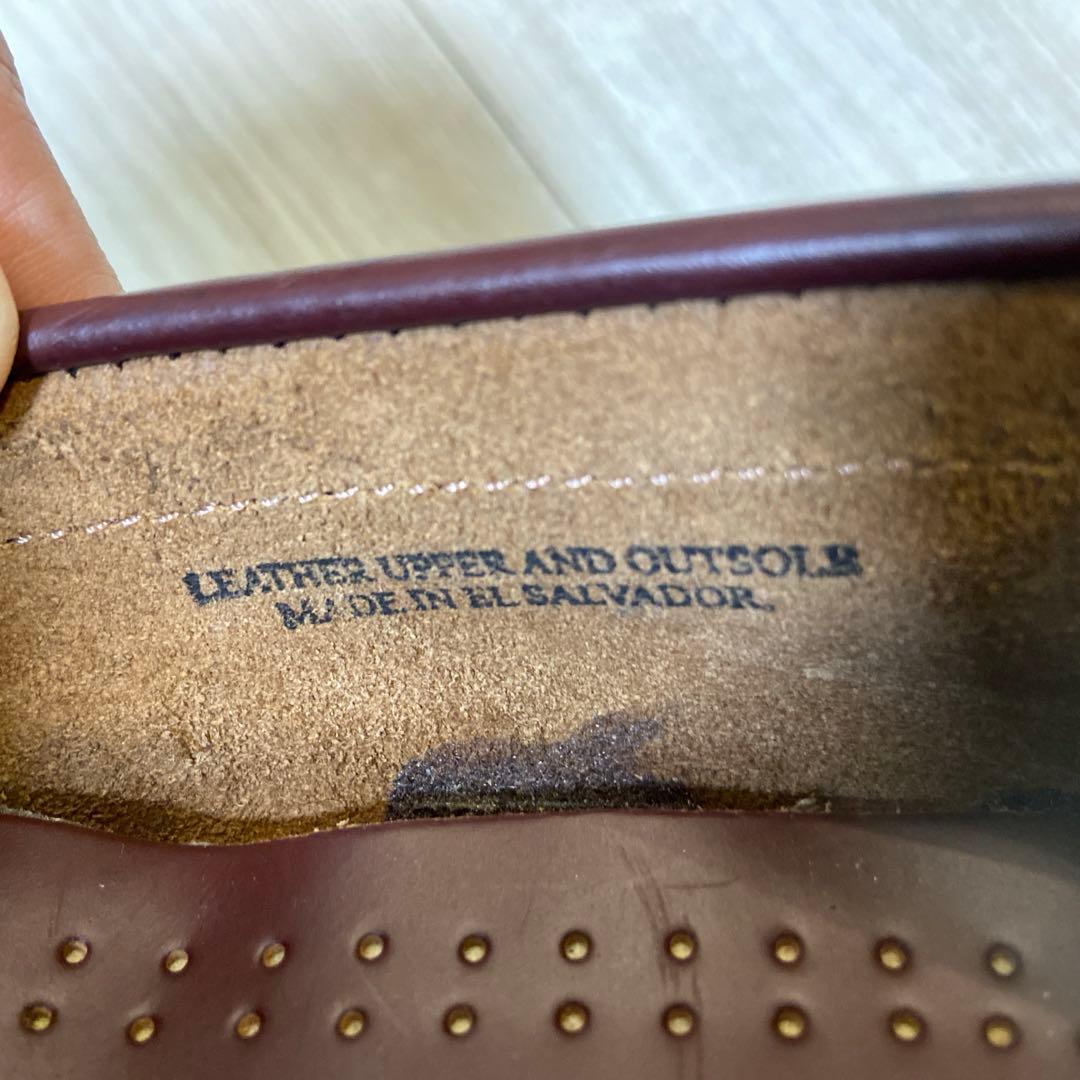 LEATHER UPPER AND OUTSOLE
MADE IN EL SALVADOR.